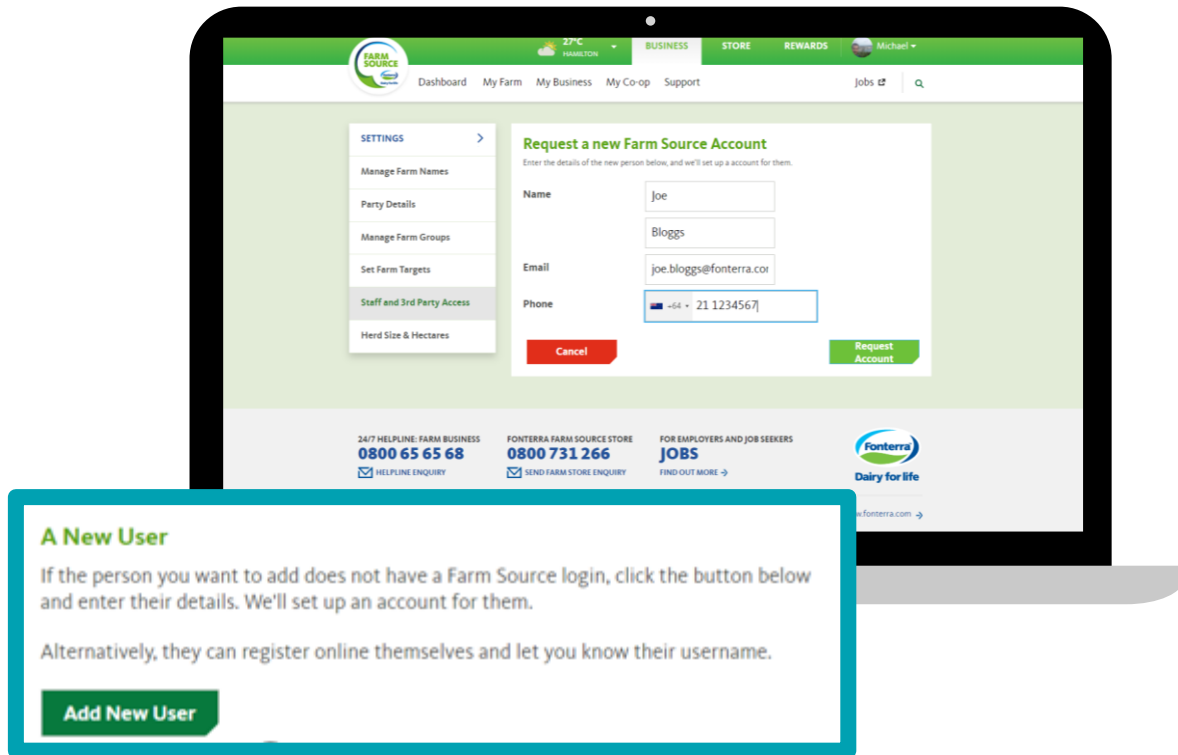 27°C
HAMILTON
BUSINESS
STORE
REWARDS
Michael
FARM
SOURCE
Dashboard My Farm My Business My Co-op Support
Jobs
SETTINGS
Manage Farm Names
Party Details
Manage Farm Groups
Set Farm Targets
Staff and 3rd Party Access
Herd Size & Hectares
Request a new Farm Source Account
Enter the details of the new person below, and we'll set up a account for them.
Name
Joe
Bloggs
Email
joe.bloggs@fonterra.cor
Phone
+64
21 1234567
Cancel
Request
Account
24/7 HELPLINE: FARM BUSINESS
0800 65 65 68
HELPLINE ENQUIRY
FONTERRA FARM SOURCE STORE
0800 731 266
SEND FARM STORE ENQUIRY
FOR EMPLOYERS AND JOB SEEKERS
JOBS
FIND OUT MORE →
Fonterra
Dairy for life
w.fonterra.com →
A New User
If the person you want to add does not have a Farm Source login, click the button below
and enter their details. We'll set up an account for them.
Alternatively, they can register online themselves and let you know their username.
Add New User